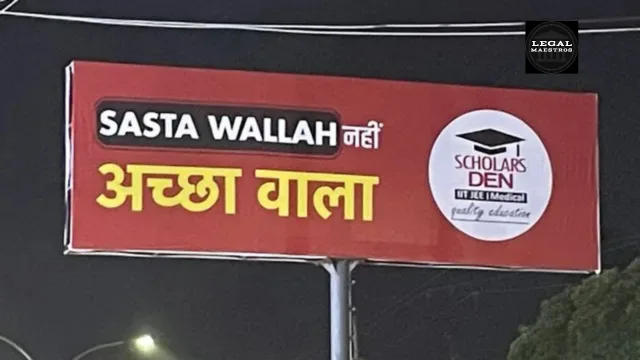 LEGAL
MAESTROS
SASTA WALLAH नहीं
अच्छा वाला
SCHOLARS
DEN
IIT JEE | Medical
quality education